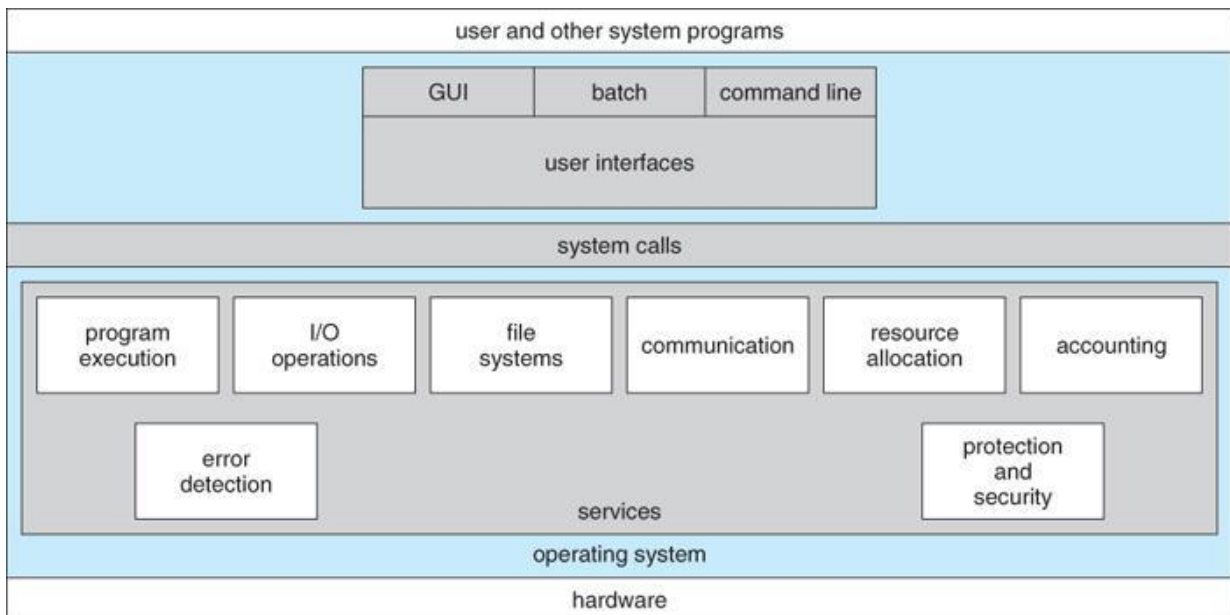 user and other system programs
GUI
batch
command line
user interfaces
system calls
program
execution
I/O
operations
file
systems
communication
resource
allocation
accounting
error
detection
protection
and
security
services
operating system
hardware